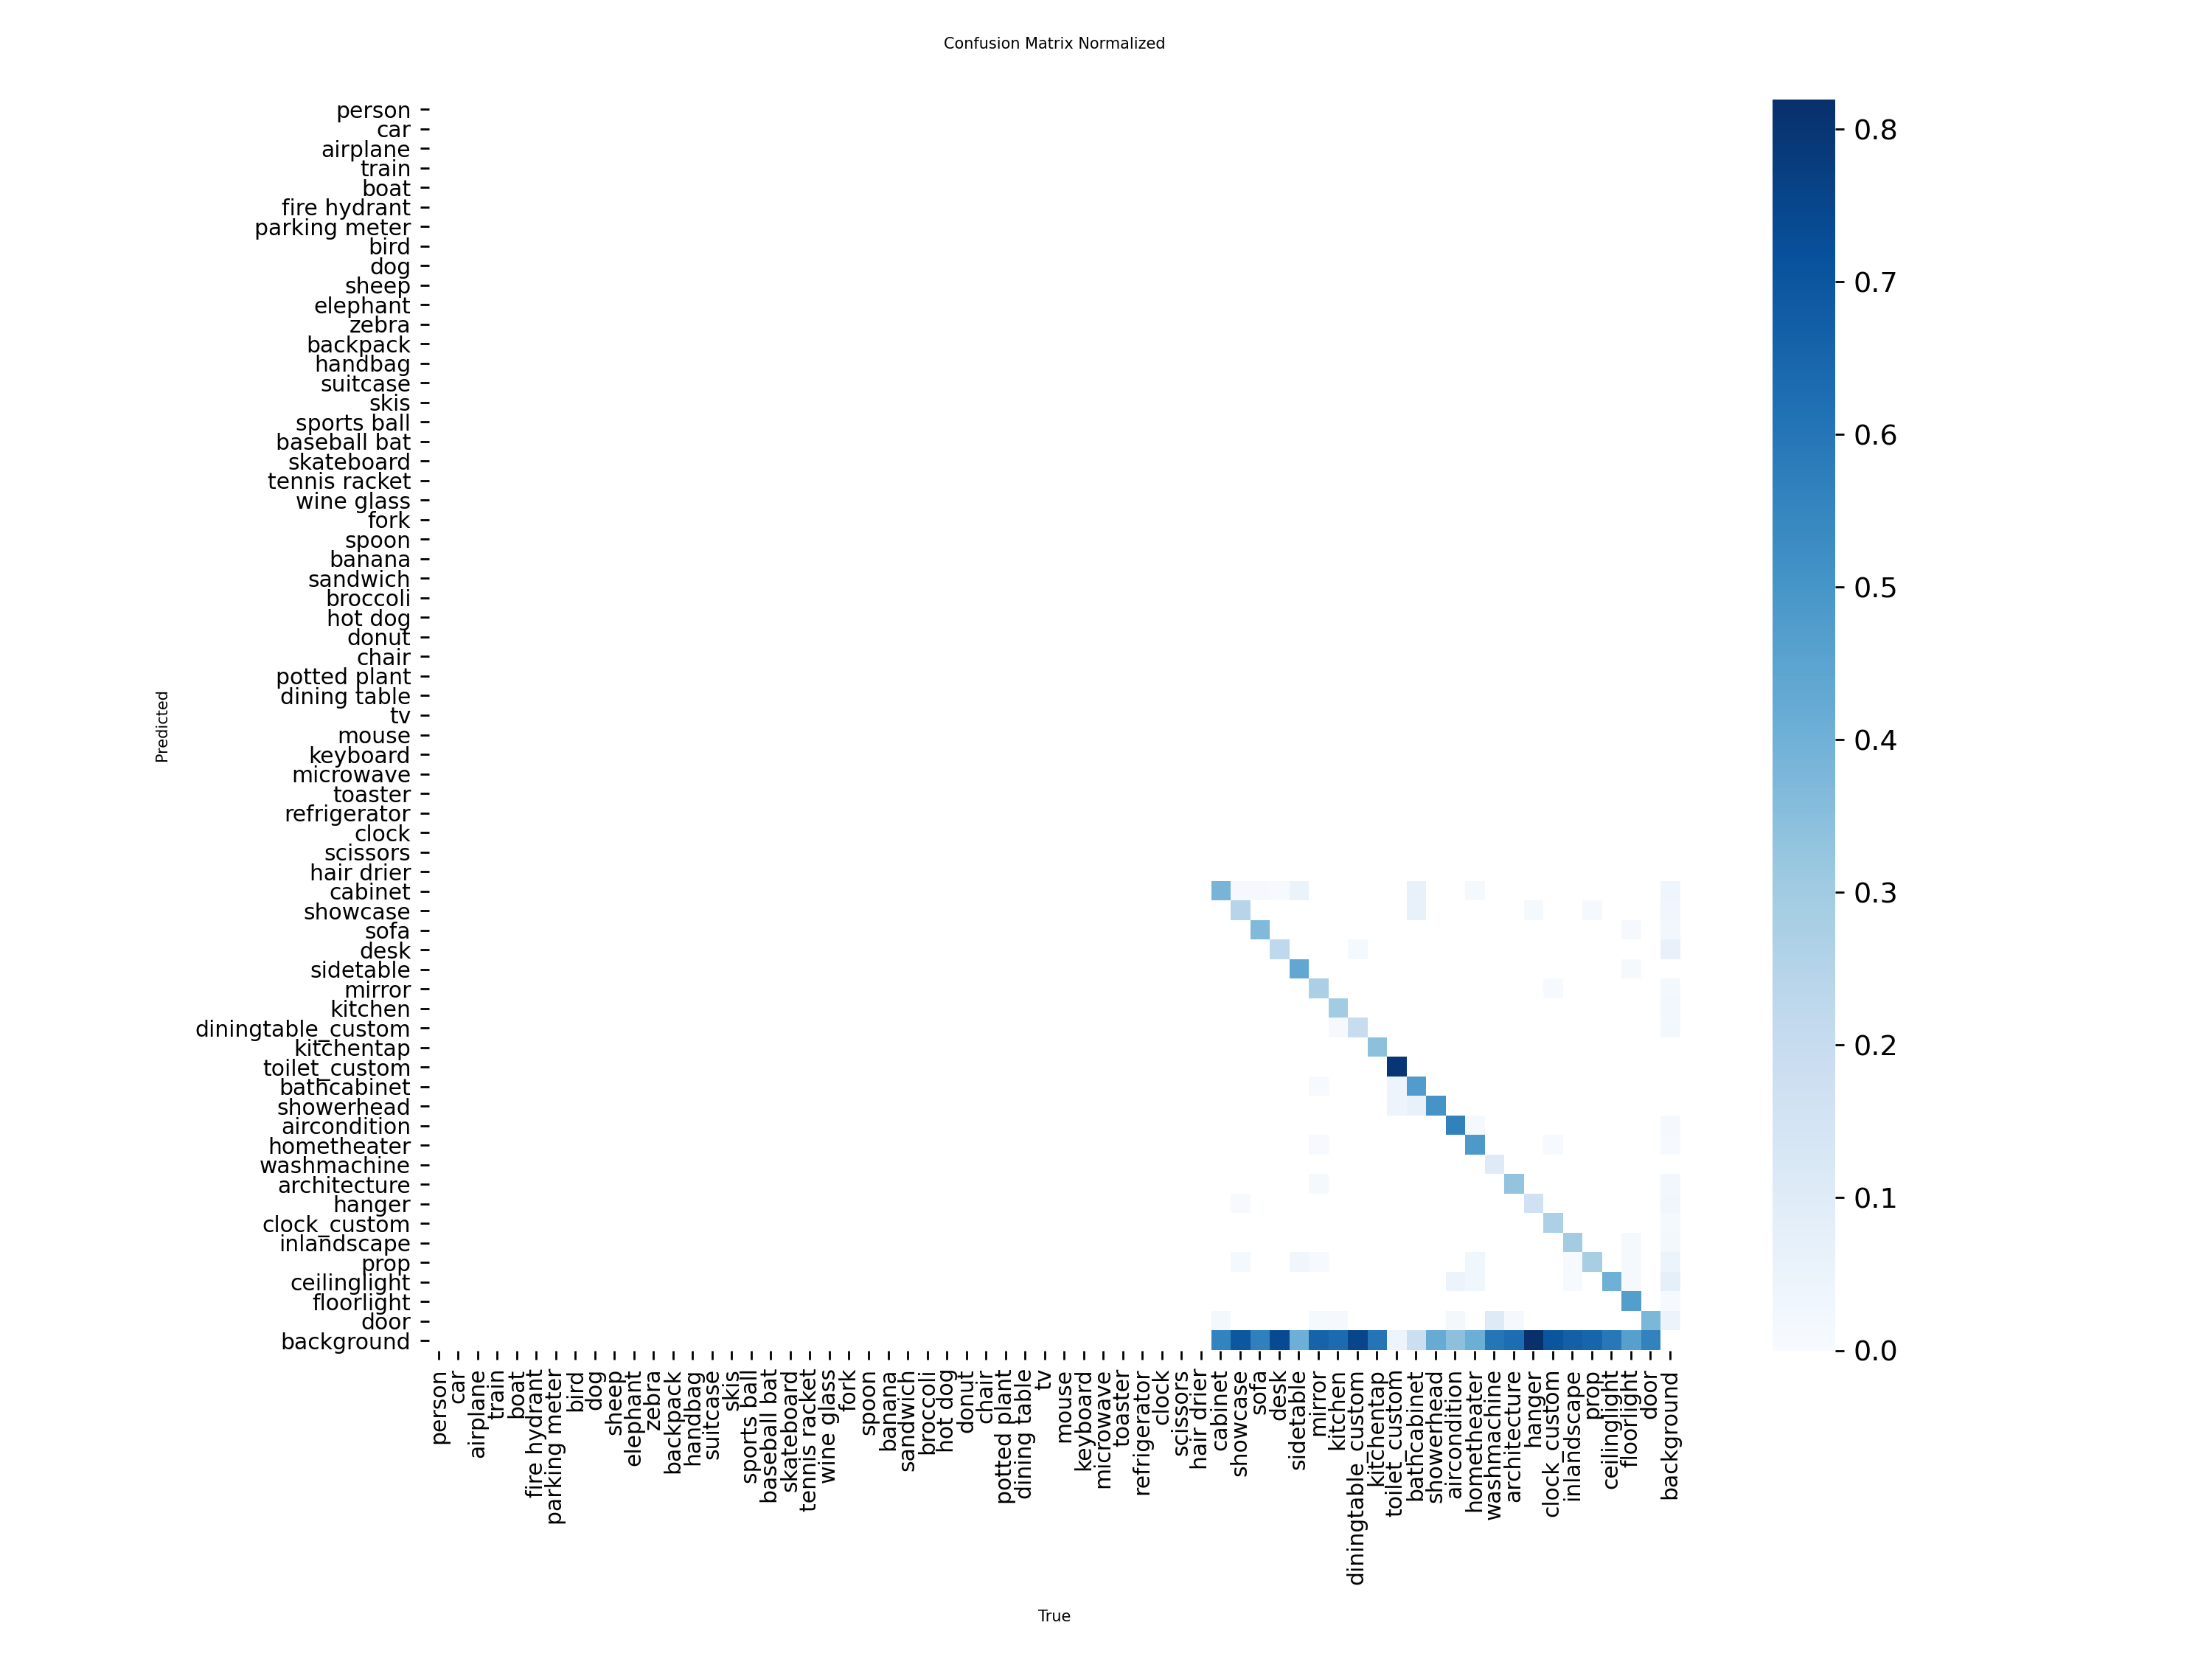 Confusion Matrix Normalized
person
car
airplane
train
boat
fire hydrant
parking meter
bird
dog
sheep
elephant
zebra
backpack
handbag
suitcase
skis
sports ball
baseball bat
skateboard
tennis racket
wine glass
fork
spoon
banana
sandwich
broccoli
hot dog
donut
chair
potted plant
dining table
tv
mouse
keyboard
microwave
toaster
refrigerator
clock
scissors
hair drier
cabinet
showcase
sofa
desk
sidetable
mirror
kitchen
diningtable_custom
kitchentap
toilet_custom
bathcabinet
showerhead
aircondition
hometheater
washmachine
architecture
hanger
clock_custom
inlandscape
prop
ceilinglight
floorlight
door
background
Predicted
person
car
airplane
train
boat
fire hydrant
parking meter
bird
dog
sheep
elephant
zebra
backpack
handbag
suitcase
skis
sports ball
baseball bat
skateboard
tennis racket
wine glass
fork
spoon
banana
sandwich
broccoli
hot dog
donut
chair
potted plant
dining table
tv
mouse
keyboard
microwave
toaster
refrigerator
clock
scissors
hair drier
cabinet
showcase
sofa
desk
sidetable
mirror
kitchen
diningtable_custom
kitchentap
toilet_custom
bathcabinet
showerhead
aircondition
hometheater
washmachine
architecture
hanger
clock_custom
inlandscape
prop
ceilinglight
floorlight
door
background
True
0.8
0.7
0.6
0.5
0.4
0.3
0.2
0.1
0.0